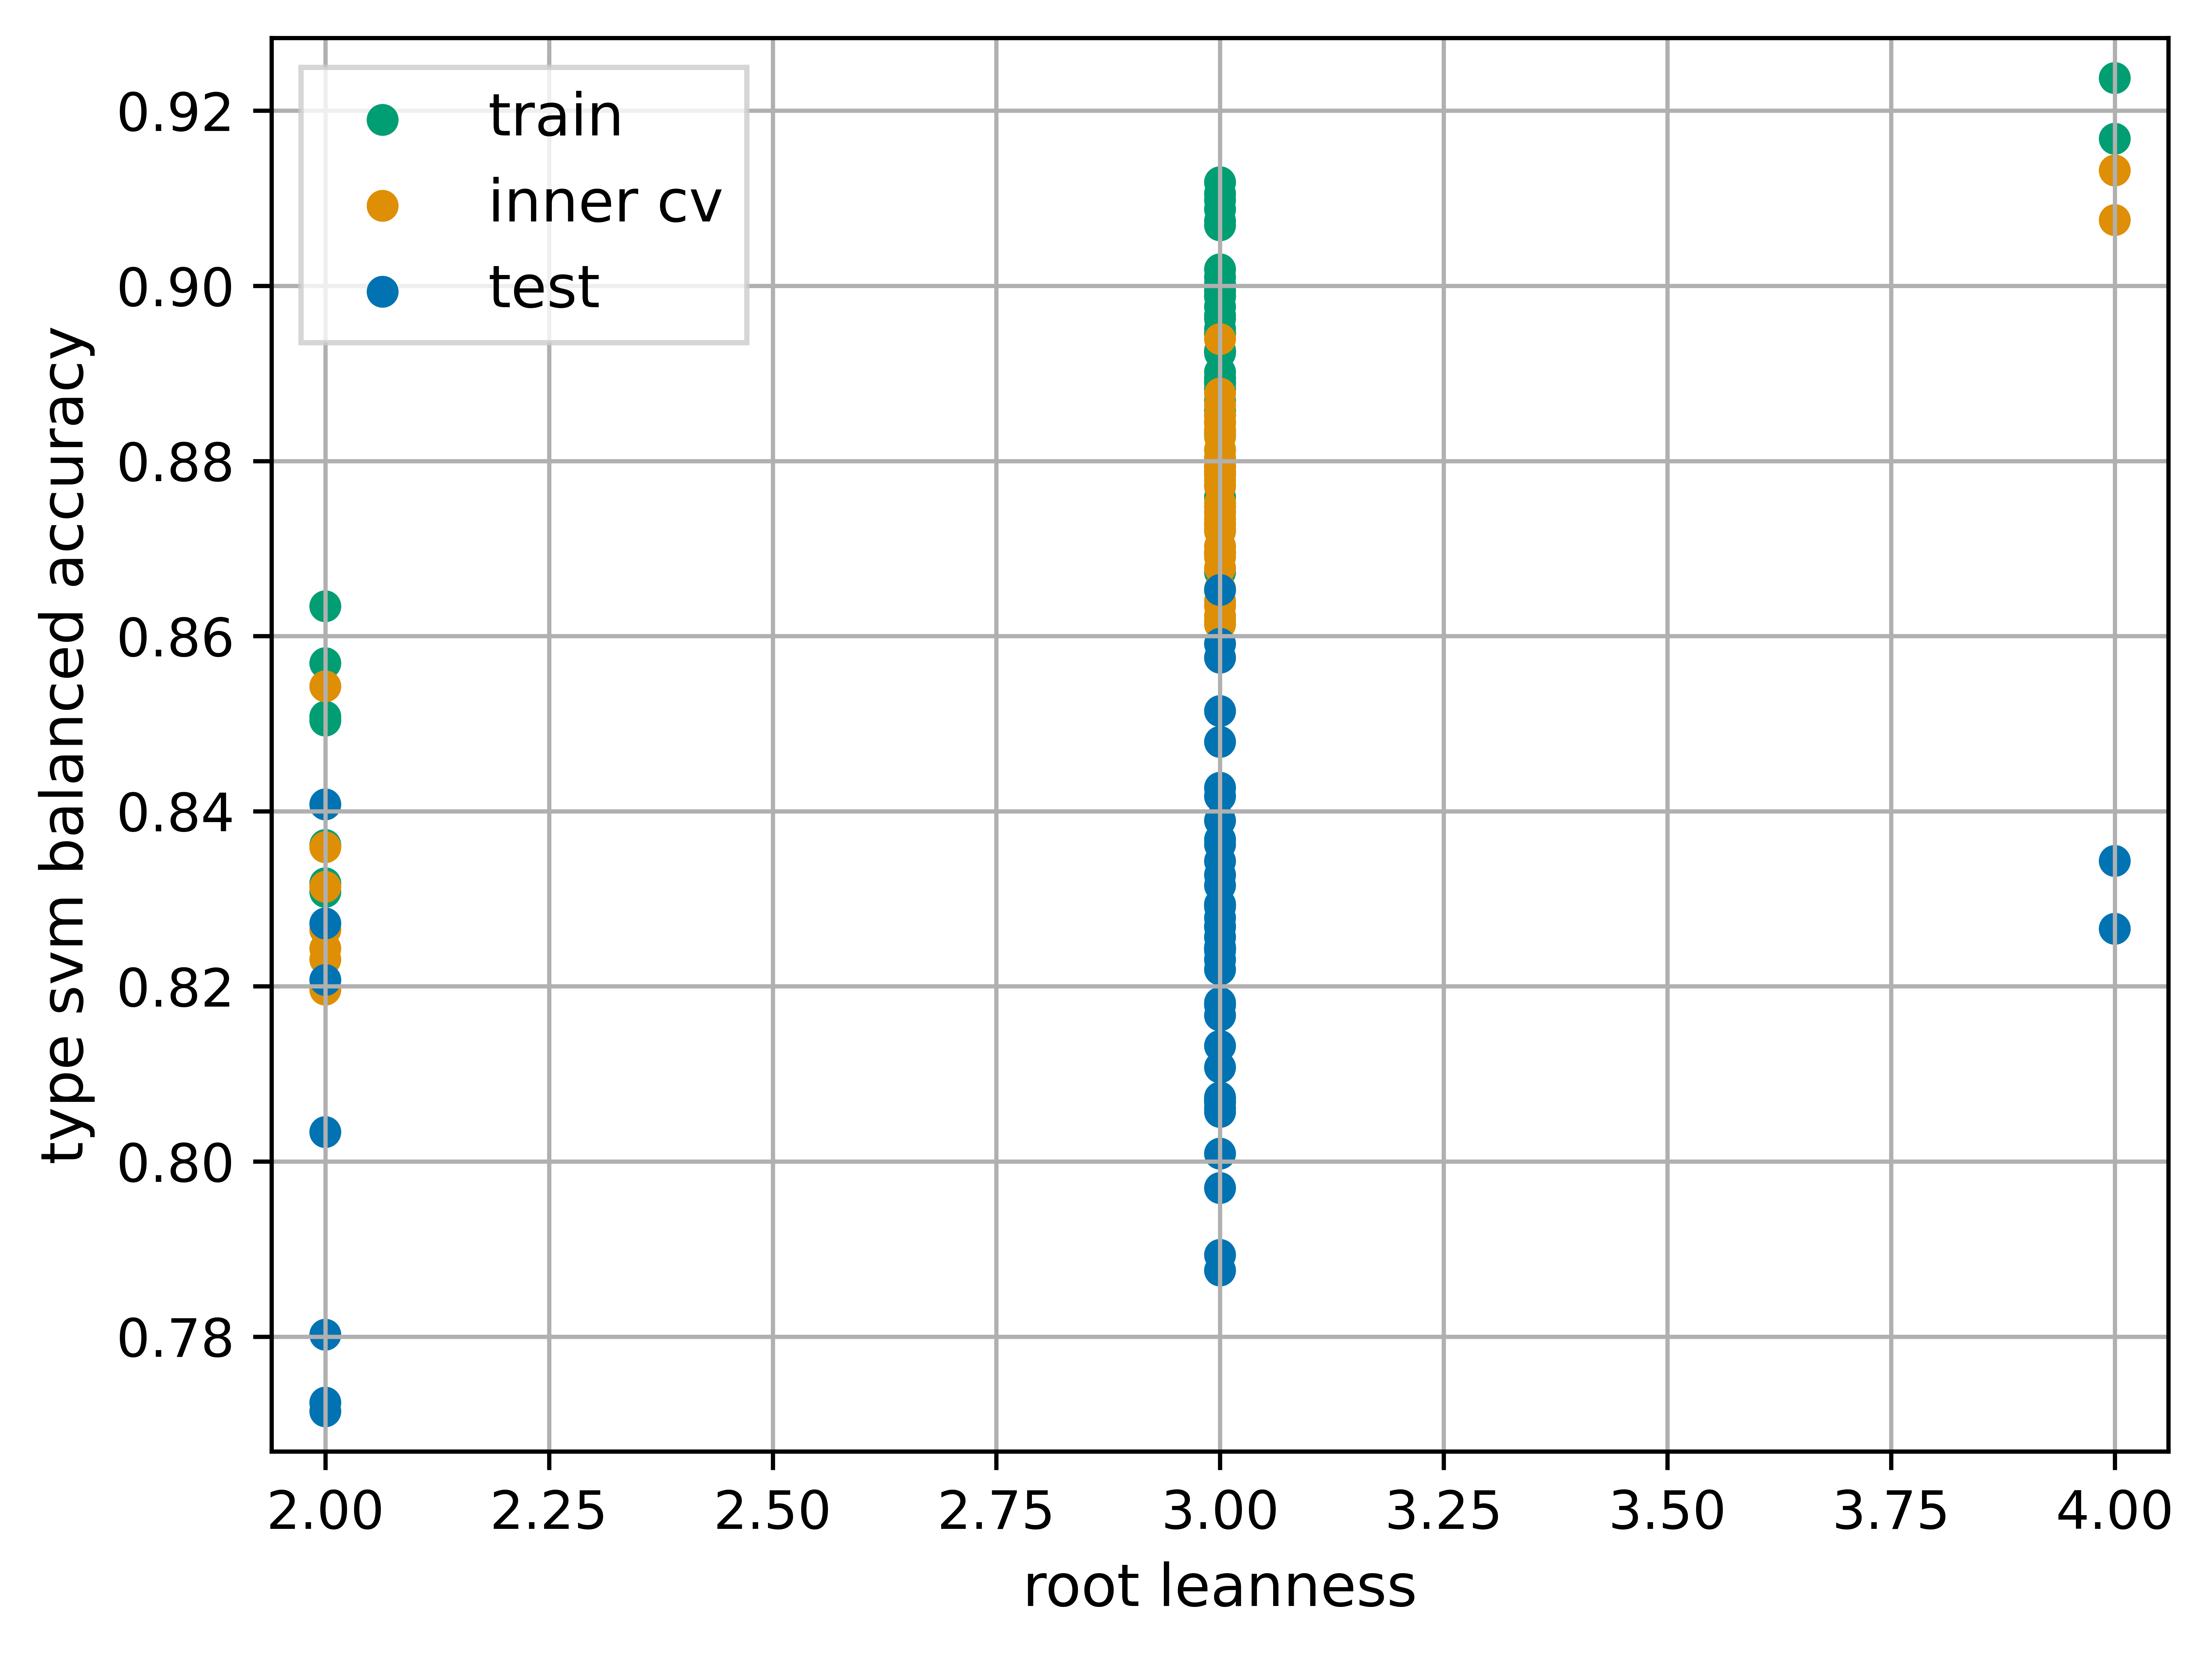 train
inner cv
test
type svm balanced accuracy
0.92
0.90
0.88
0.86
0.84
0.82
0.80
0.78
2.00 2.25 2.50 2.75 3.00 3.25 3.50 3.75 4.00
root leanness